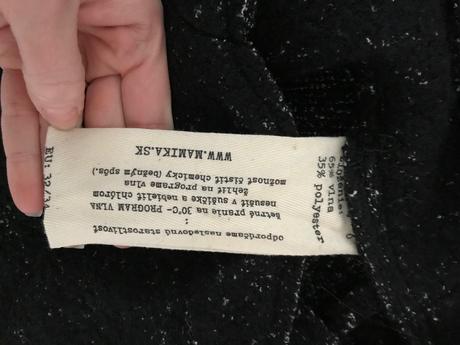 odporúčame nasledovnú starostlivosť
:
šetrné pranie na 30°C- PROGRAM VLNA
nesušiť v sušičke a nebieliť chlórom
žehliť na programe vlna
možnosť čistiť chemicky (bežným spôs.)
WWW.MAMIKA.SK
65% vlna
35% polyester
EU: 32/34